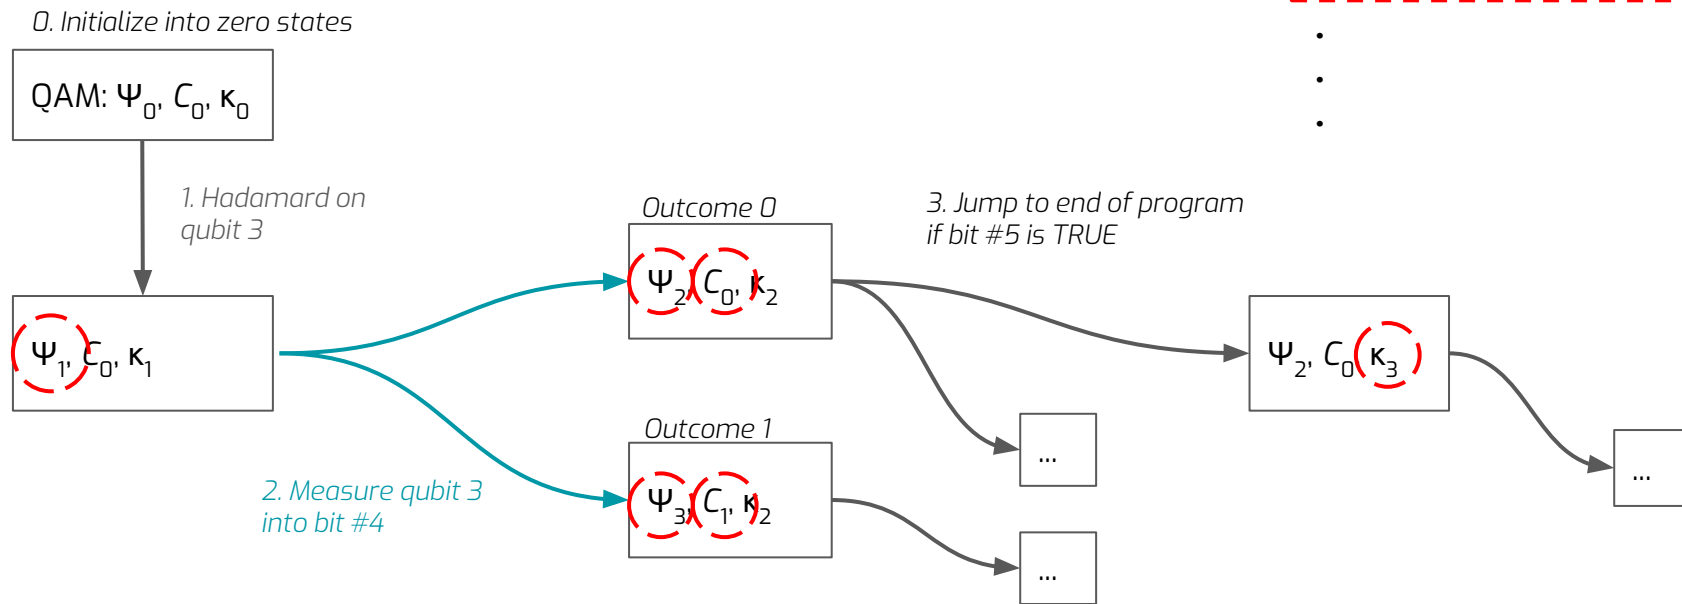 0. Initialize into zero states
QAM: Ψ0, C0, κ0
1. Hadamard on
qubit 3
Ψ1, C0, κ1
2. Measure qubit 3
into bit #4
Outcome 0
Ψ2, C0, κ2
Outcome 1
Ψ3, C1, κ2
3. Jump to end of program
if bit #5 is TRUE
...
...
Ψ2, C0 κ3
...